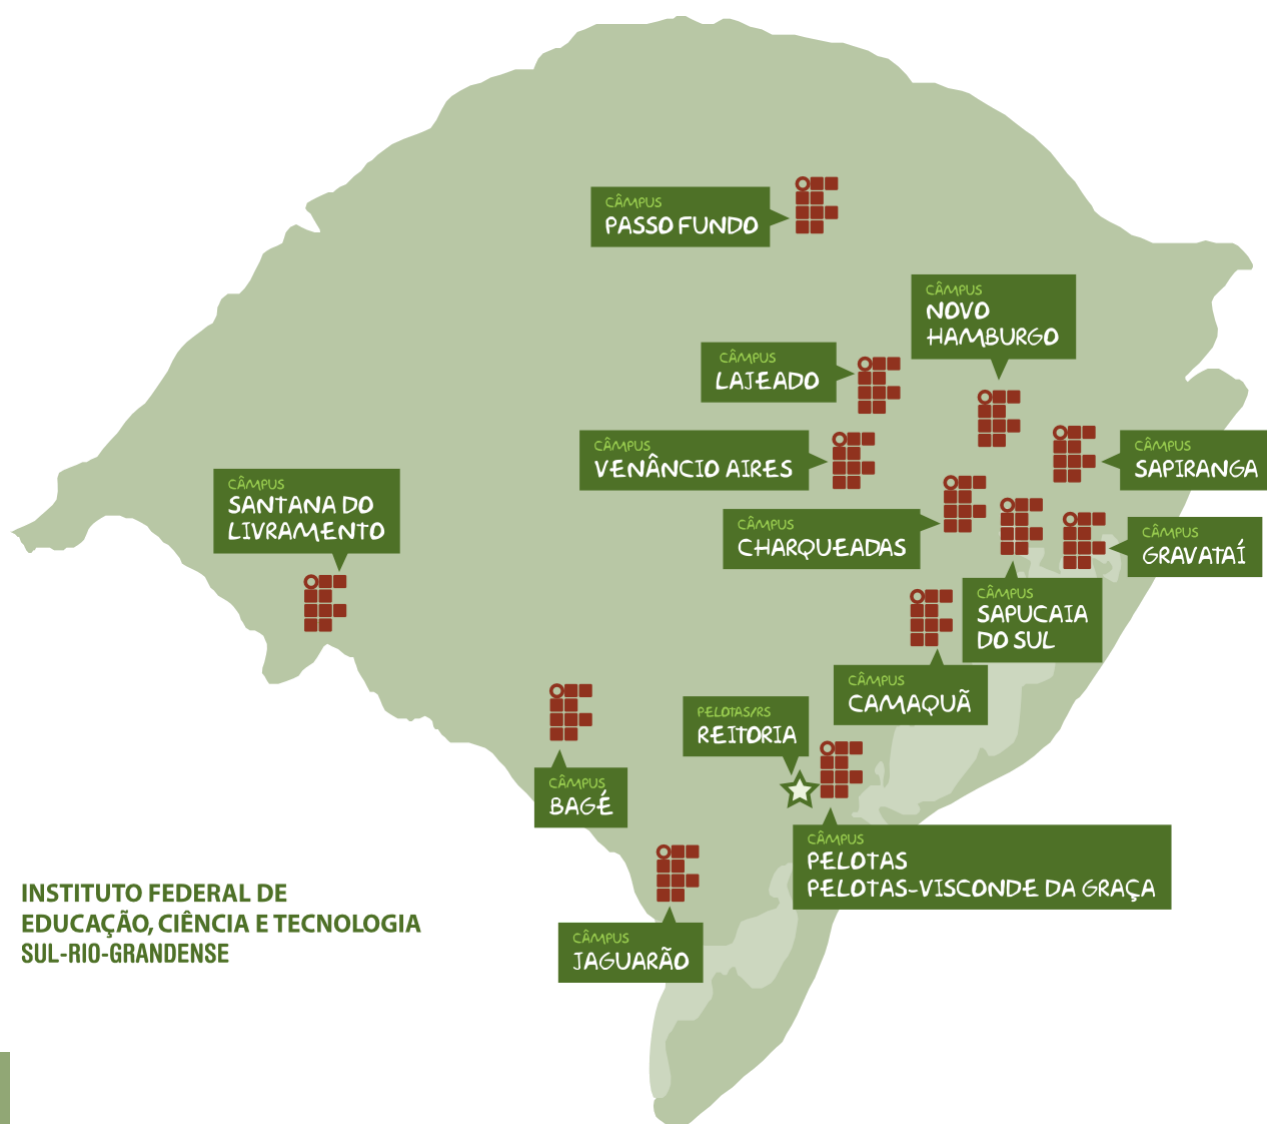 CÂMPUS
PASSO FUNDO
CÂMPUS
NOVO
HAMBURGO
CÂMPUS
LAJEADO
CÂMPUS
VENÂNCIO AIRES
CÂMPUS
SAPIRANGA
CÂMPUS
SANTANA DO
LIVRAMENTO
CÂMPUS
CHARQUEADAS
CÂMPUS
GRAVATAÍ
CÂMPUS
SAPUCAIA
DO SUL
CÂMPUS
CAMAQUÃ
PELOTAS/RS
REITORIA
CÂMPUS
BAGÉ
CÂMPUS
PELOTAS
PELOTAS-VISCONDE DA GRAÇA
CÂMPUS
JAGUARÃO
INSTITUTO FEDERAL DE
EDUCAÇÃO, CIÊNCIA E TECNOLOGIA
SUL-RIO-GRANDENSE